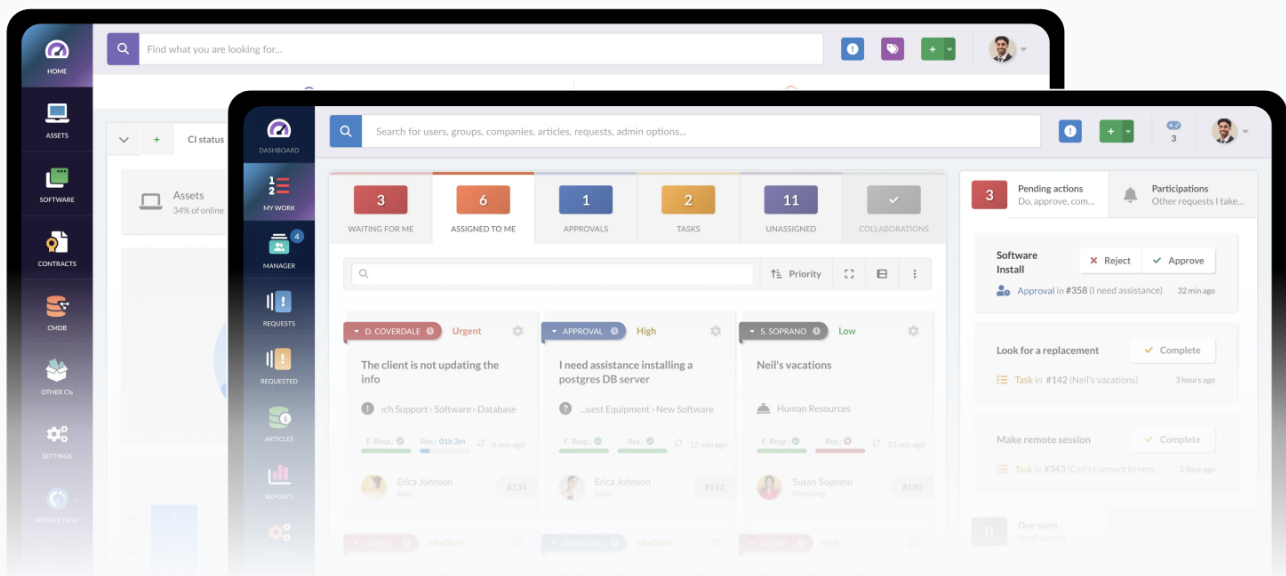 Find what you are looking for...
HOME
ASSETS
SOFTWARE
CONTRACTS
CMDB
OTHER CIs
SETTINGS
SERVICE DESK
CI status
Assets
34% of online
Search for users, groups, companies, articles, requests, admin options...
3
DASHBOARD
1
2
MY WORK
4
MANAGER
REQUESTS
REQUESTED
ARTICLES
REPORTS
3
WAITING FOR ME
6
ASSIGNED TO ME
1
APPROVALS
2
TASKS
11
UNASSIGNED
COLLABORATIONS
Priority
D. COVERDALE
Urgent
The client is not updating the
info
ech Support > Software > Database
F. Resp.:
Res.: 01h 3m
5 min ago
Erica Johnson
Sales
#134
APPROVAL
High
I need assistance installing a
postgres DB server
...uest Equipment > New Software
F. Resp.:
Res.:
12 min ago
Erica Johnson
Sales
#142
S. SOPRANO
Low
Neil's vacations
Human Resources
F. Resp.:
Res.:
23 min ago
Susan Soprano
Marketing
#190
AGENT
Medium
APPROVAL
Medium
AGENT
High
3
Pending actions
Do, approve, com...
Participations
Other requests I take...
Software
Install
Reject
Approve
Approval in #358 (I need assistance)
32 min ago
Look for a replacement
Complete
Task in #142 (Neil's vacations)
3 hours ago
Make remote session
Complete
Task in #343 (Can't connect to rem...
2 days ago
0
Due soon